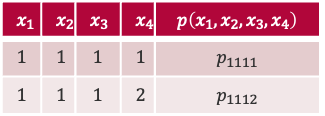 x₁ x₂ x₃ x₄ p(x₁, x₂, x₃, x₄)
1 1 1 1 p₁₁₁₁
1 1 1 2 p₁₁₁₂